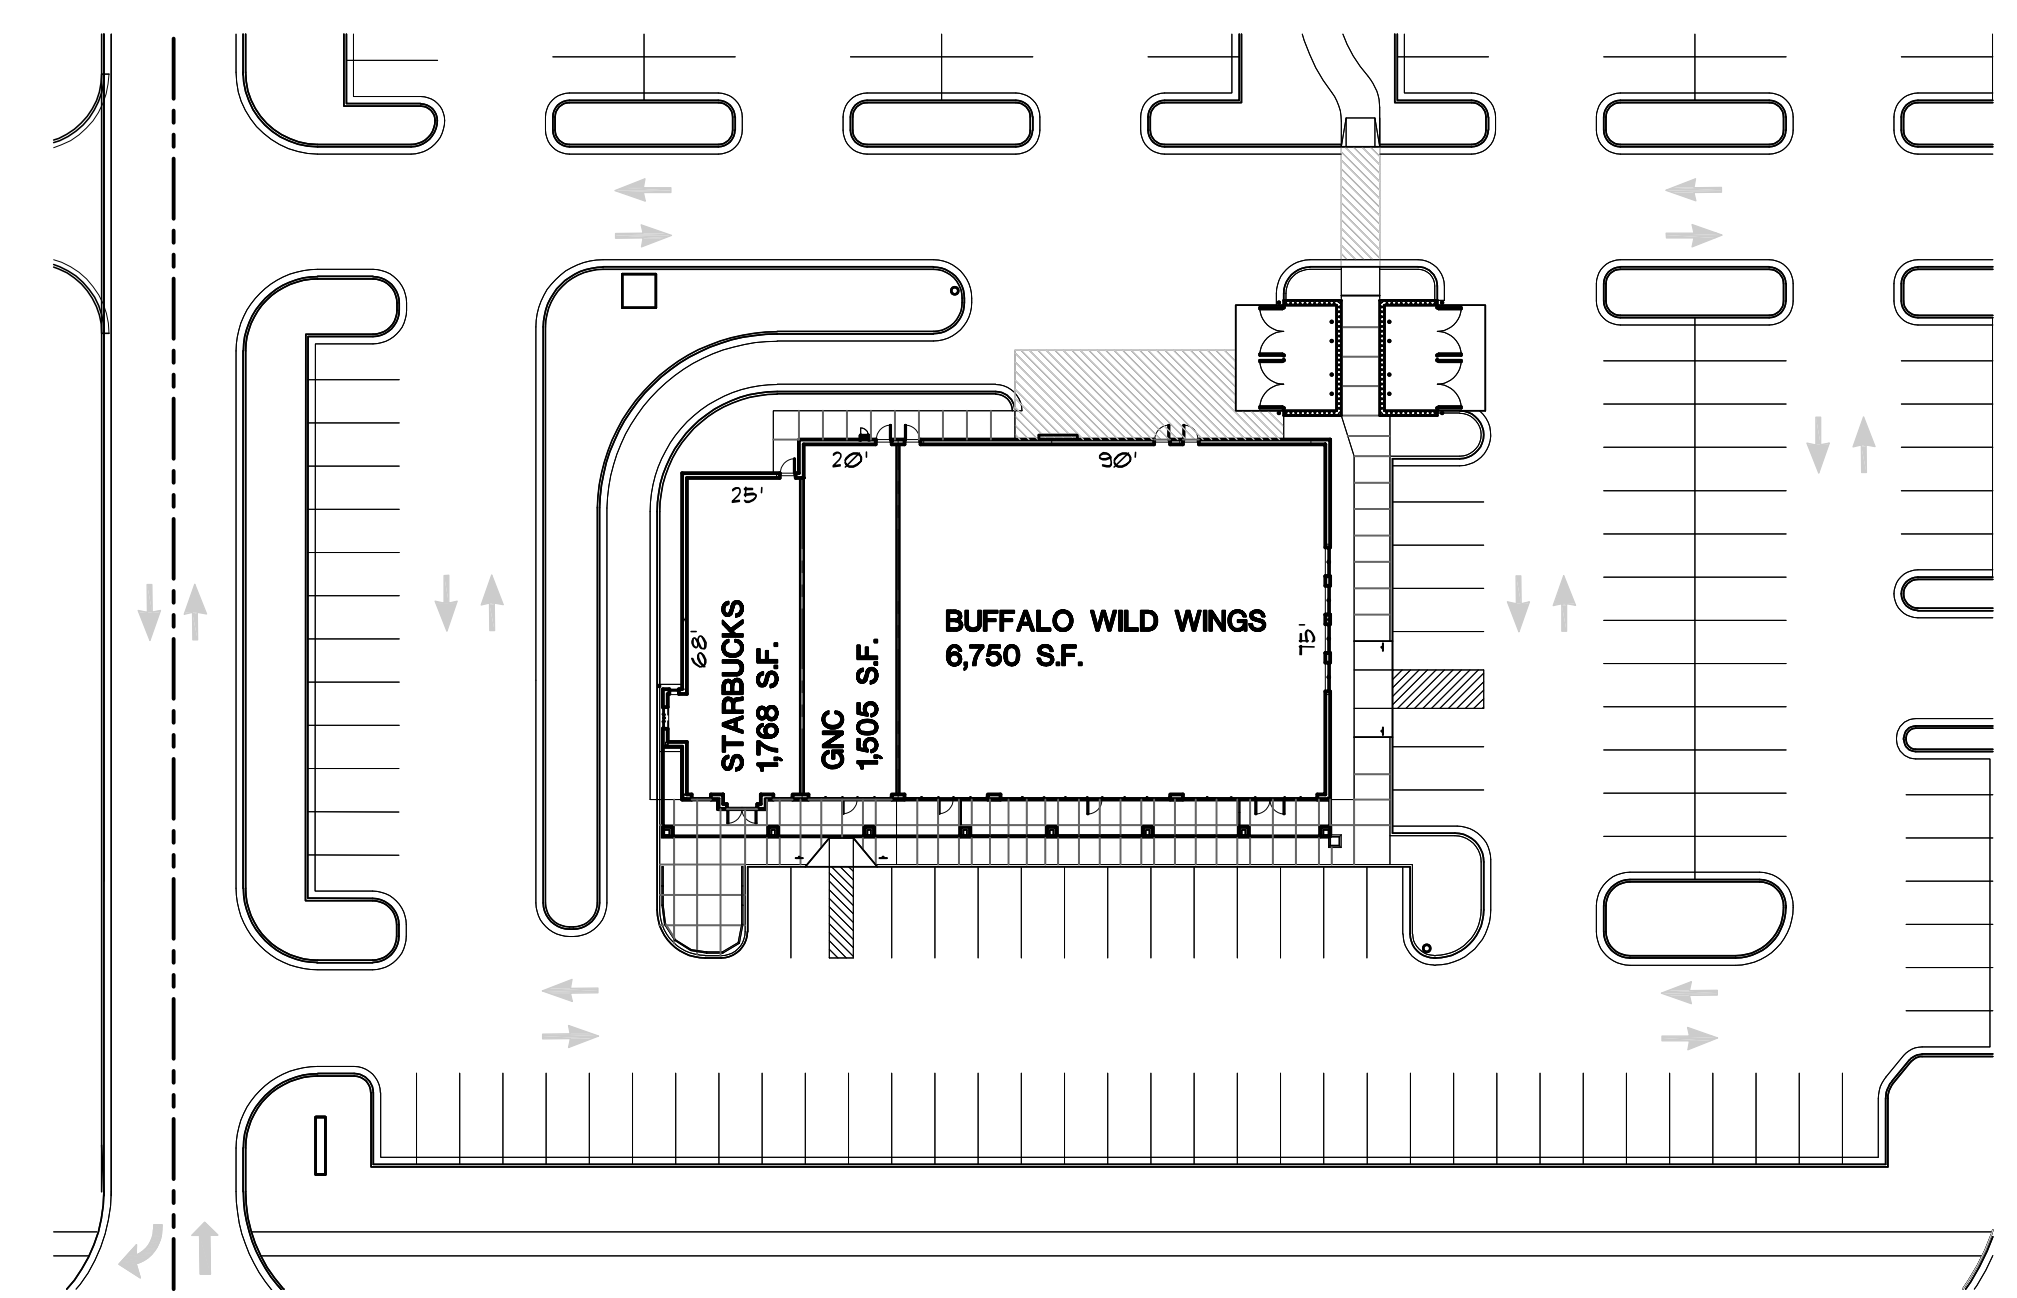 20'
90'
25'
68'
STARBUCKS
1,768 S.F.
GNC
1,505 S.F.
BUFFALO WILD WINGS
6,750 S.F.
75'